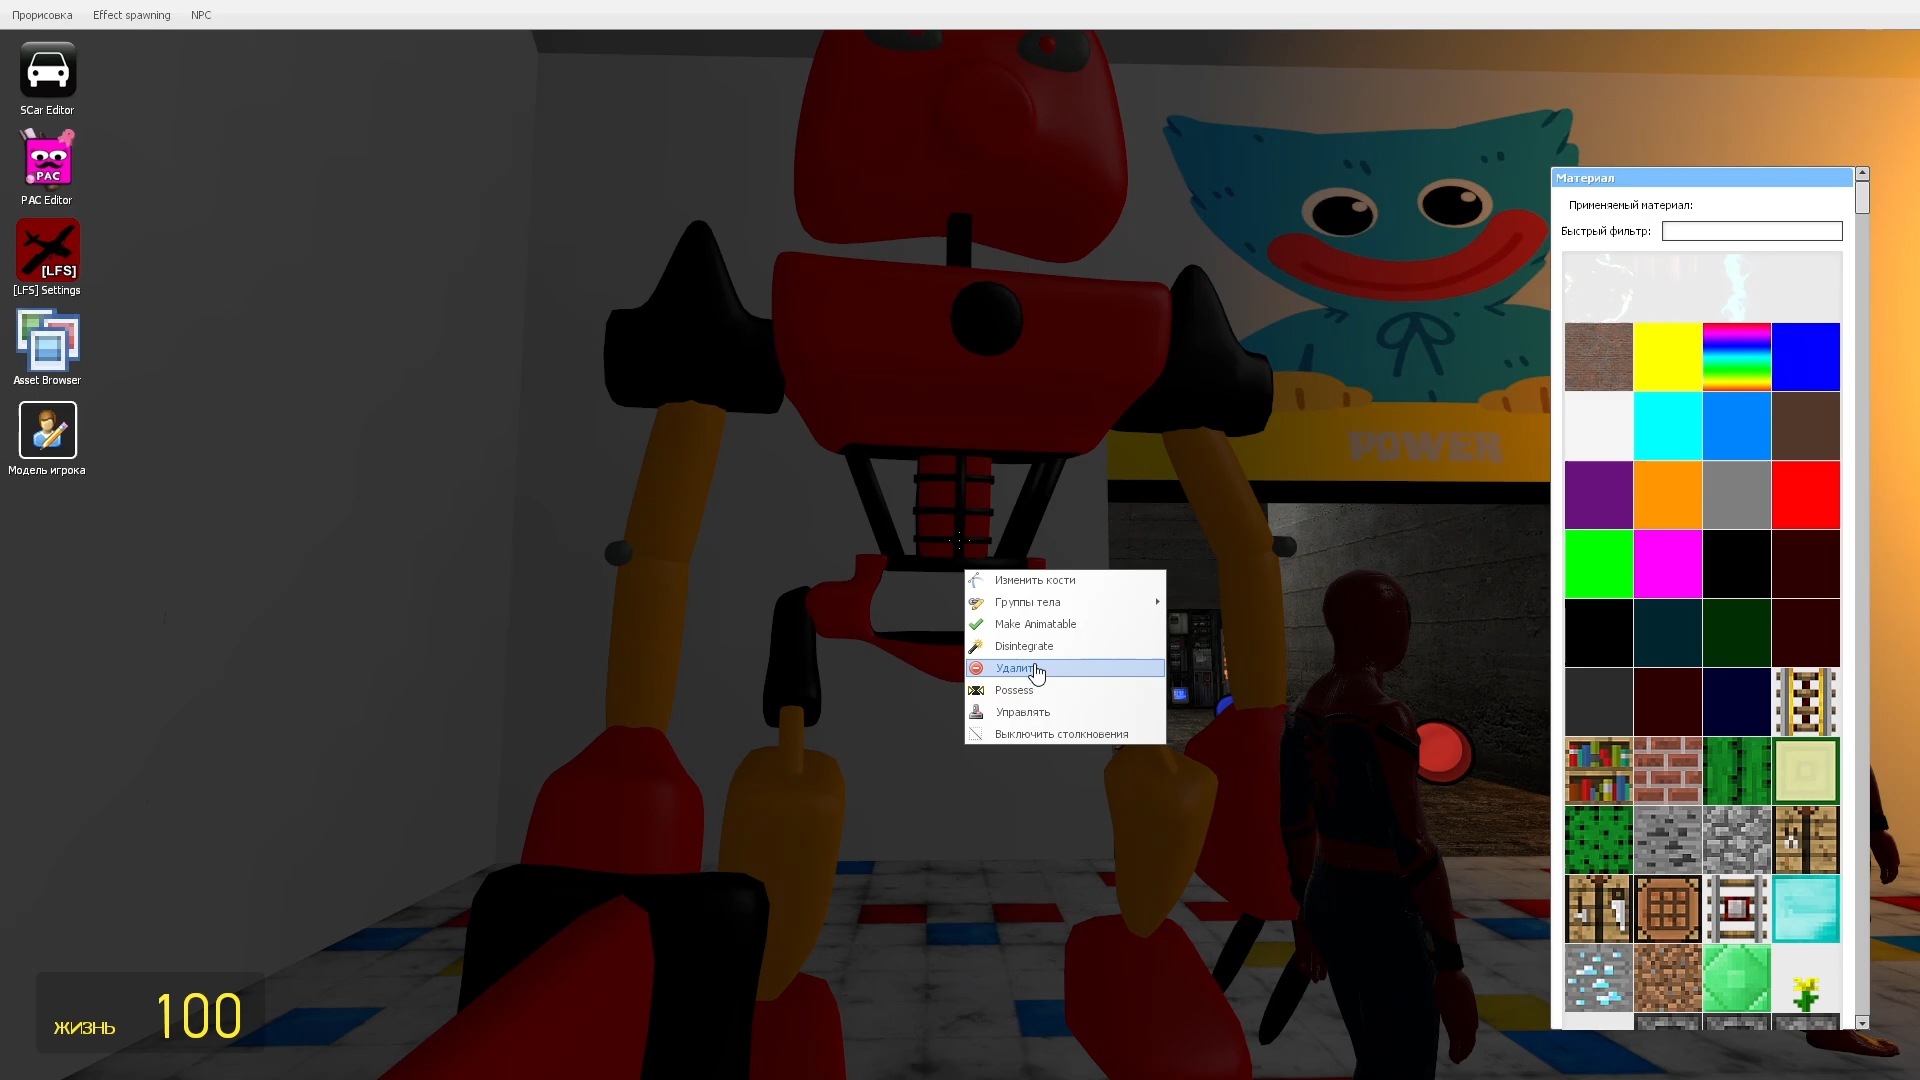 Прорисовка
Effect spawning
NPC
SCar Editor
PAC
PAC Editor
[LFS]
[LFS] Settings
Asset Browser
Модель игрока
POWER
Изменить кости
Группы тела
Make Animatable
Disintegrate
Удалить
Possess
Управлять
Выключить столкновения
Материал
Применяемый материал:
Быстрый фильтр:
ЖИЗНЬ 100